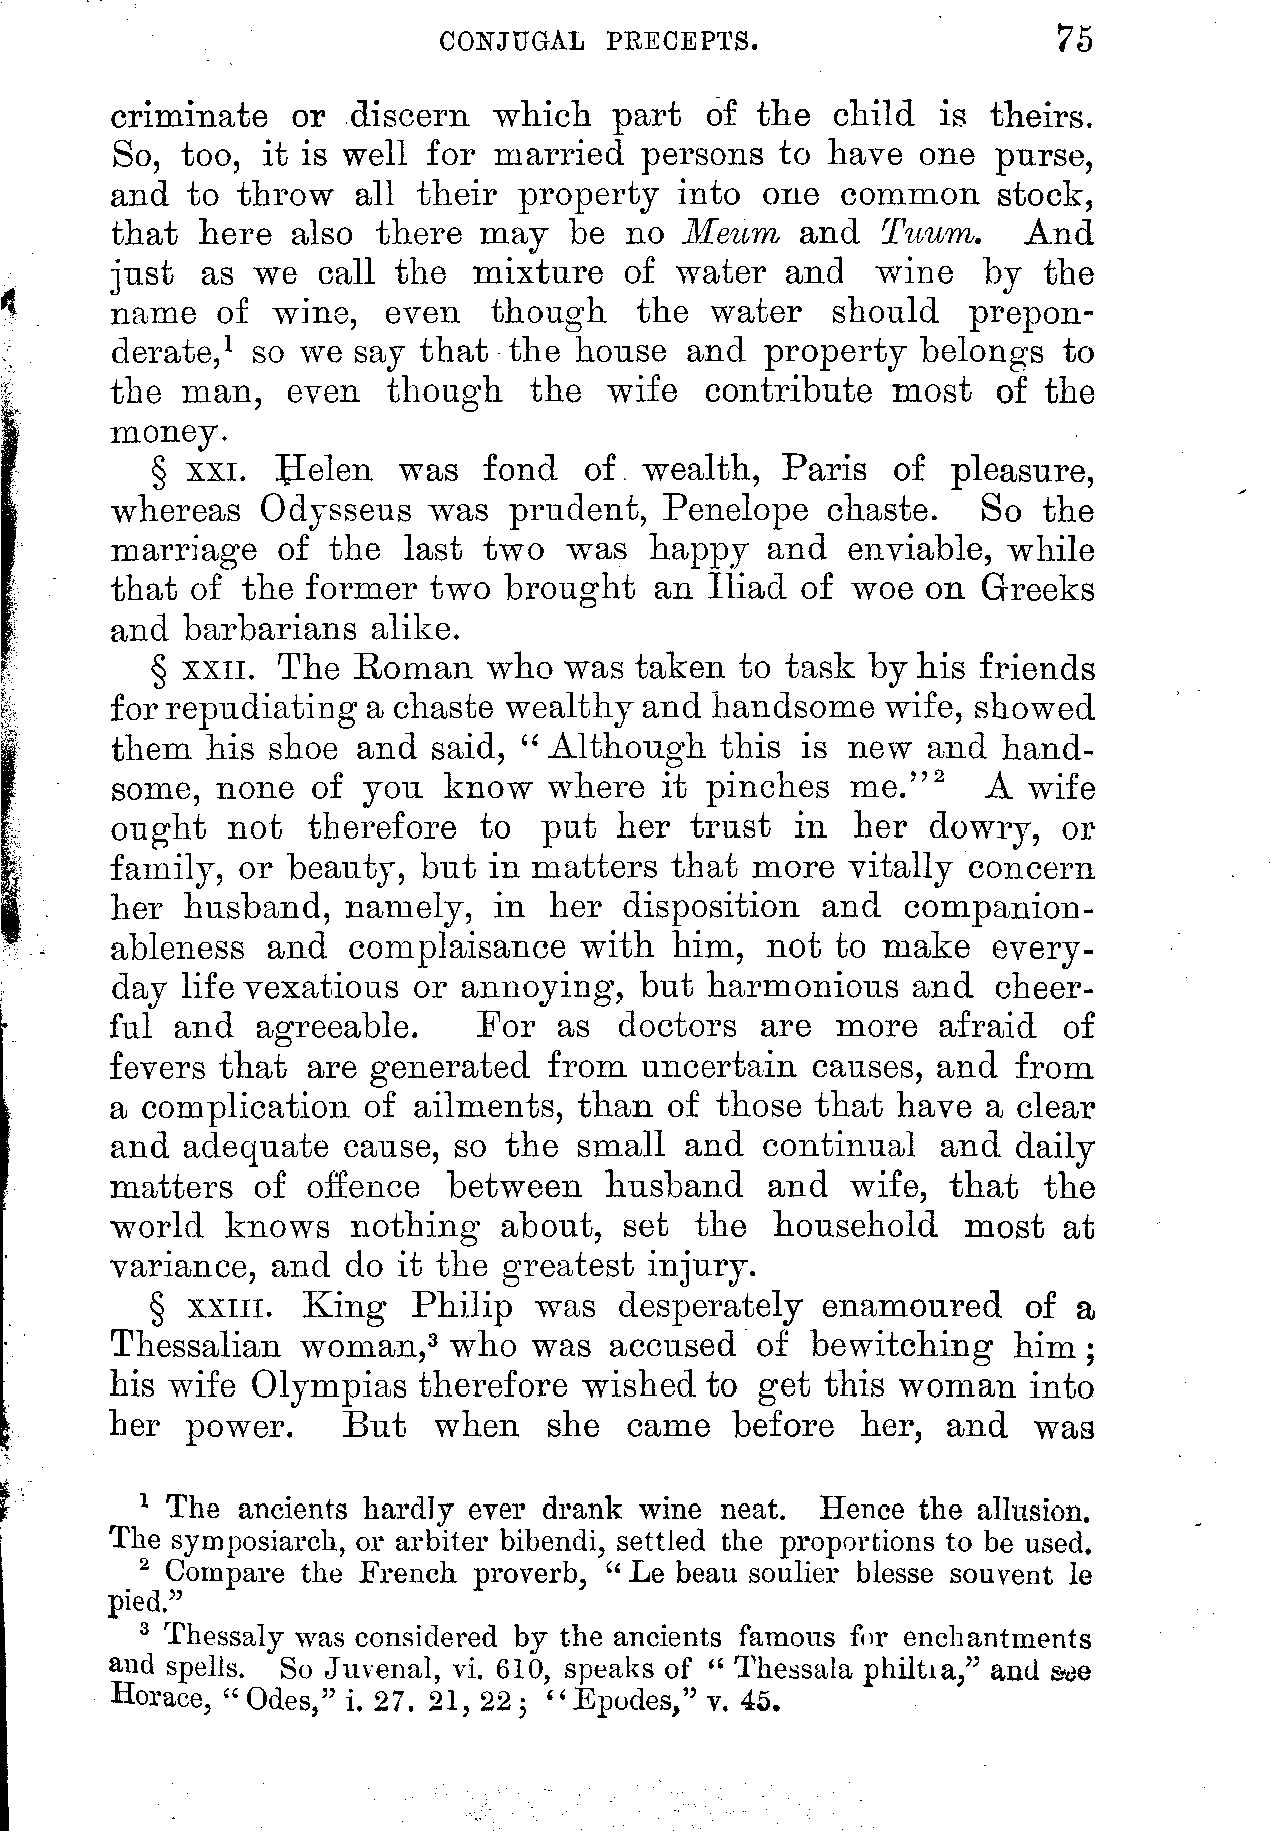 CONJUGAL PRECEPTS. 75
criminate or discern which part of the child is theirs.
So, too, it is well for married persons to have one purse,
and to throw all their property into one common stock,
that here also there may be no Meum and Tuum. And
just as we call the mixture of water and wine by the
name of wine, even though the water should prepon-
derate,¹ so we say that the house and property belongs to
the man, even though the wife contribute most of the
money.
§ XXI. Helen was fond of wealth, Paris of pleasure,
whereas Odysseus was prudent, Penelope chaste. So the
marriage of the last two was happy and enviable, while
that of the former two brought an Iliad of woe on Greeks
and barbarians alike.
§ XXII. The Roman who was taken to task by his friends
for repudiating a chaste wealthy and handsome wife, showed
them his shoe and said, “Although this is new and hand-
some, none of you know where it pinches me.”² A wife
ought not therefore to put her trust in her dowry, or
family, or beauty, but in matters that more vitally concern
her husband, namely, in her disposition and companion-
ableness and complaisance with him, not to make every-
day life vexatious or annoying, but harmonious and cheer-
ful and agreeable. For as doctors are more afraid of
fevers that are generated from uncertain causes, and from
a complication of ailments, than of those that have a clear
and adequate cause, so the small and continual and daily
matters of offence between husband and wife, that the
world knows nothing about, set the household most at
variance, and do it the greatest injury.
§ XXIII. King Philip was desperately enamoured of a
Thessalian woman,³ who was accused of bewitching him;
his wife Olympias therefore wished to get this woman into
her power. But when she came before her, and was
¹ The ancients hardly ever drank wine neat. Hence the allusion.
The symposiarch, or arbiter bibendi, settled the proportions to be used.
² Compare the French proverb, “Le beau soulier blesse souvent le
pied.”
³ Thessaly was considered by the ancients famous for enchantments
and spells. So Juvenal, vi. 610, speaks of “Thessala philtra,” and see
Horace, “Odes,” i. 27. 21, 22; “Epodes,” v. 45.